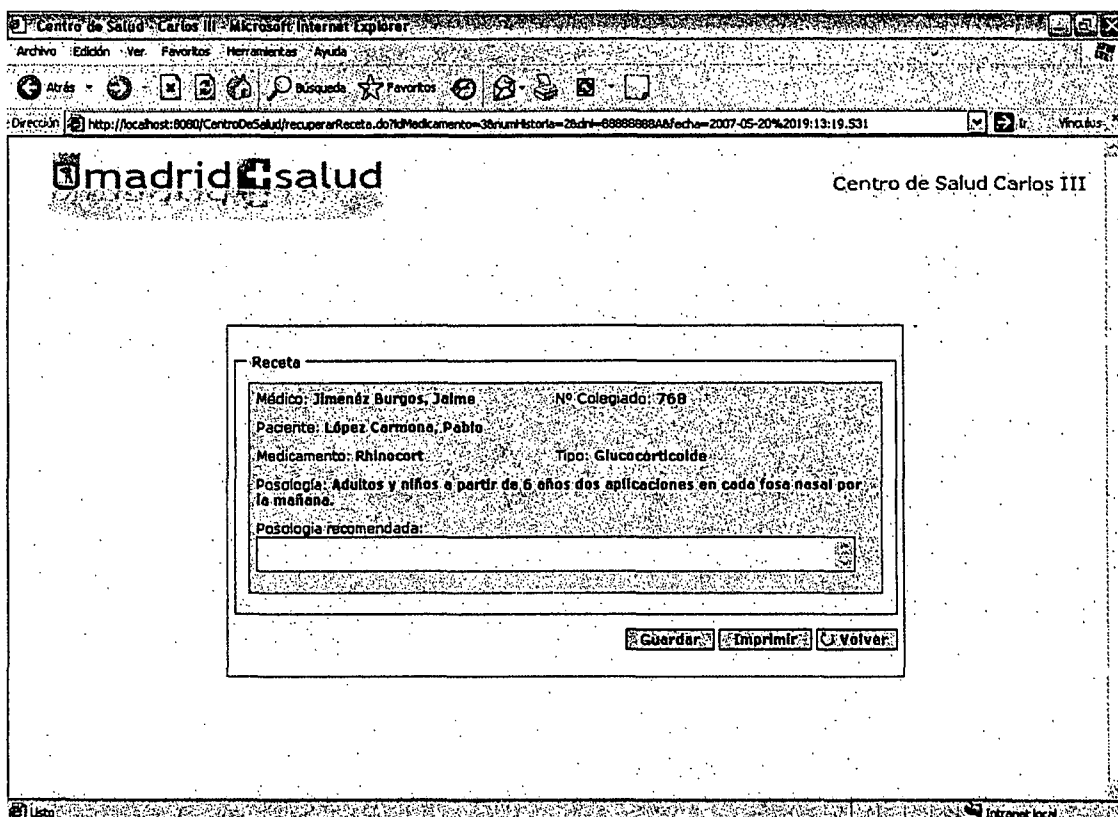 Centro de Salud - Carlos III - Microsoft Internet Explorer
Archivo Edición Ver Favoritos Herramientas Ayuda
Atrás Búsqueda Favoritos
Dirección http://localhost:8080/CentroDeSalud/recuperarReceta.do?idMedicamento=3&numHistoria=2&dni=88888888A&fecha=2007-05-20%2019:13:19.531 Ir Vínculos
madrid salud
Centro de Salud Carlos III
Receta
Médico: Jimenéz Burgos, Jaime Nº Colegiado: 768
Paciente: López Carmona, Pablo
Medicamento: Rhinocort Tipo: Glucocorticoide
Posología: Adultos y niños a partir de 6 años dos aplicaciones en cada fosa nasal por
la mañana.
Posología recomendada:
Guardar Imprimir Volver
Listo Intranet local